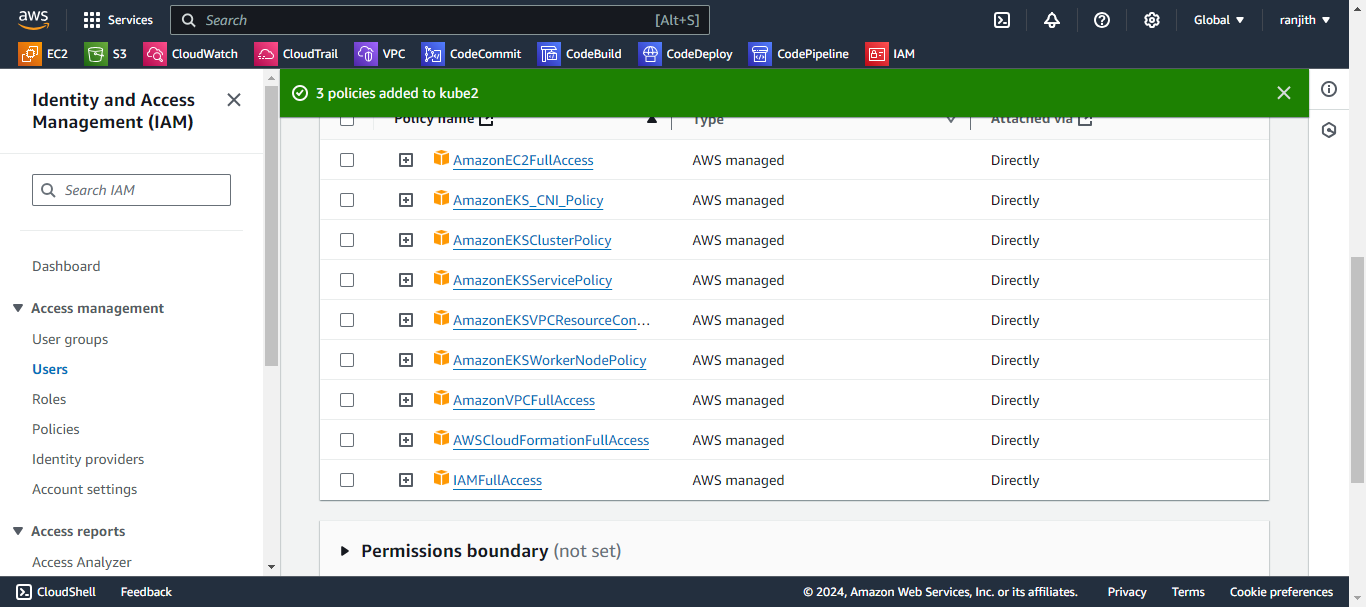 aws Services Search [Alt+S] Global ranjith
EC2 S3 CloudWatch CloudTrail VPC CodeCommit CodeBuild CodeDeploy CodePipeline IAM
Identity and Access
Management (IAM)
Search IAM
Dashboard
Access management
User groups
Users
Roles
Policies
Identity providers
Account settings
Access reports
Access Analyzer
3 policies added to kube2
Policy name Type Attached via
AmazonEC2FullAccess AWS managed Directly
AmazonEKS_CNI_Policy AWS managed Directly
AmazonEKSClusterPolicy AWS managed Directly
AmazonEKSServicePolicy AWS managed Directly
AmazonEKSVPCResourceCon... AWS managed Directly
AmazonEKSWorkerNodePolicy AWS managed Directly
AmazonVPCFullAccess AWS managed Directly
AWSCloudFormationFullAccess AWS managed Directly
IAMFullAccess AWS managed Directly
Permissions boundary (not set)
CloudShell Feedback © 2024, Amazon Web Services, Inc. or its affiliates. Privacy Terms Cookie preferences